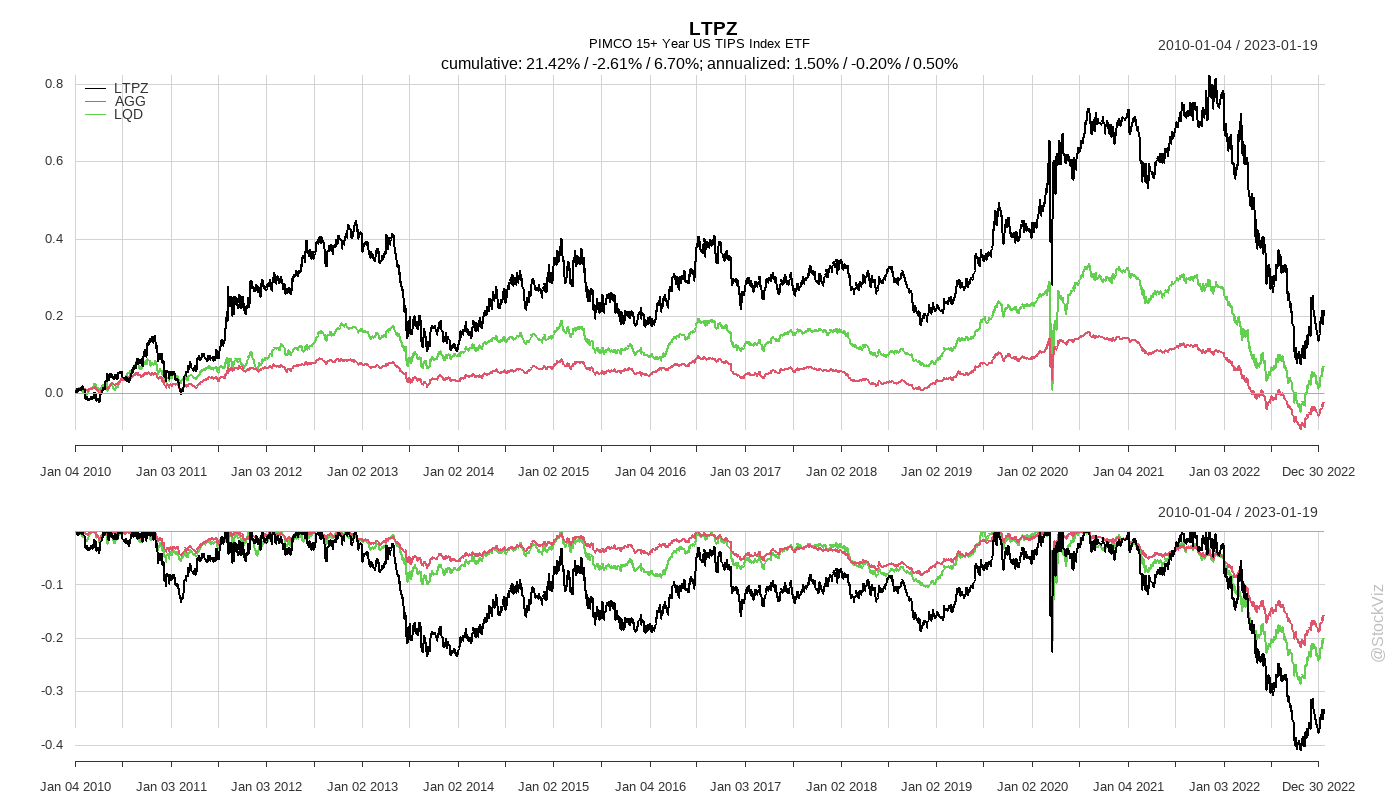 LTPZ
PIMCO 15+ Year US TIPS Index ETF
2010-01-04 / 2023-01-19
cumulative: 21.42% / -2.61% / 6.70%; annualized: 1.50% / -0.20% / 0.50%
LTPZ
AGG
LQD
0.8
0.6
0.4
0.2
0.0
Jan 04 2010 Jan 03 2011 Jan 03 2012 Jan 02 2013 Jan 02 2014 Jan 02 2015 Jan 04 2016 Jan 03 2017 Jan 02 2018 Jan 02 2019 Jan 02 2020 Jan 04 2021 Jan 03 2022 Dec 30 2022
2010-01-04 / 2023-01-19
-0.1
-0.2
-0.3
-0.4
Jan 04 2010 Jan 03 2011 Jan 03 2012 Jan 02 2013 Jan 02 2014 Jan 02 2015 Jan 04 2016 Jan 03 2017 Jan 02 2018 Jan 02 2019 Jan 02 2020 Jan 04 2021 Jan 03 2022 Dec 30 2022
@StockViz